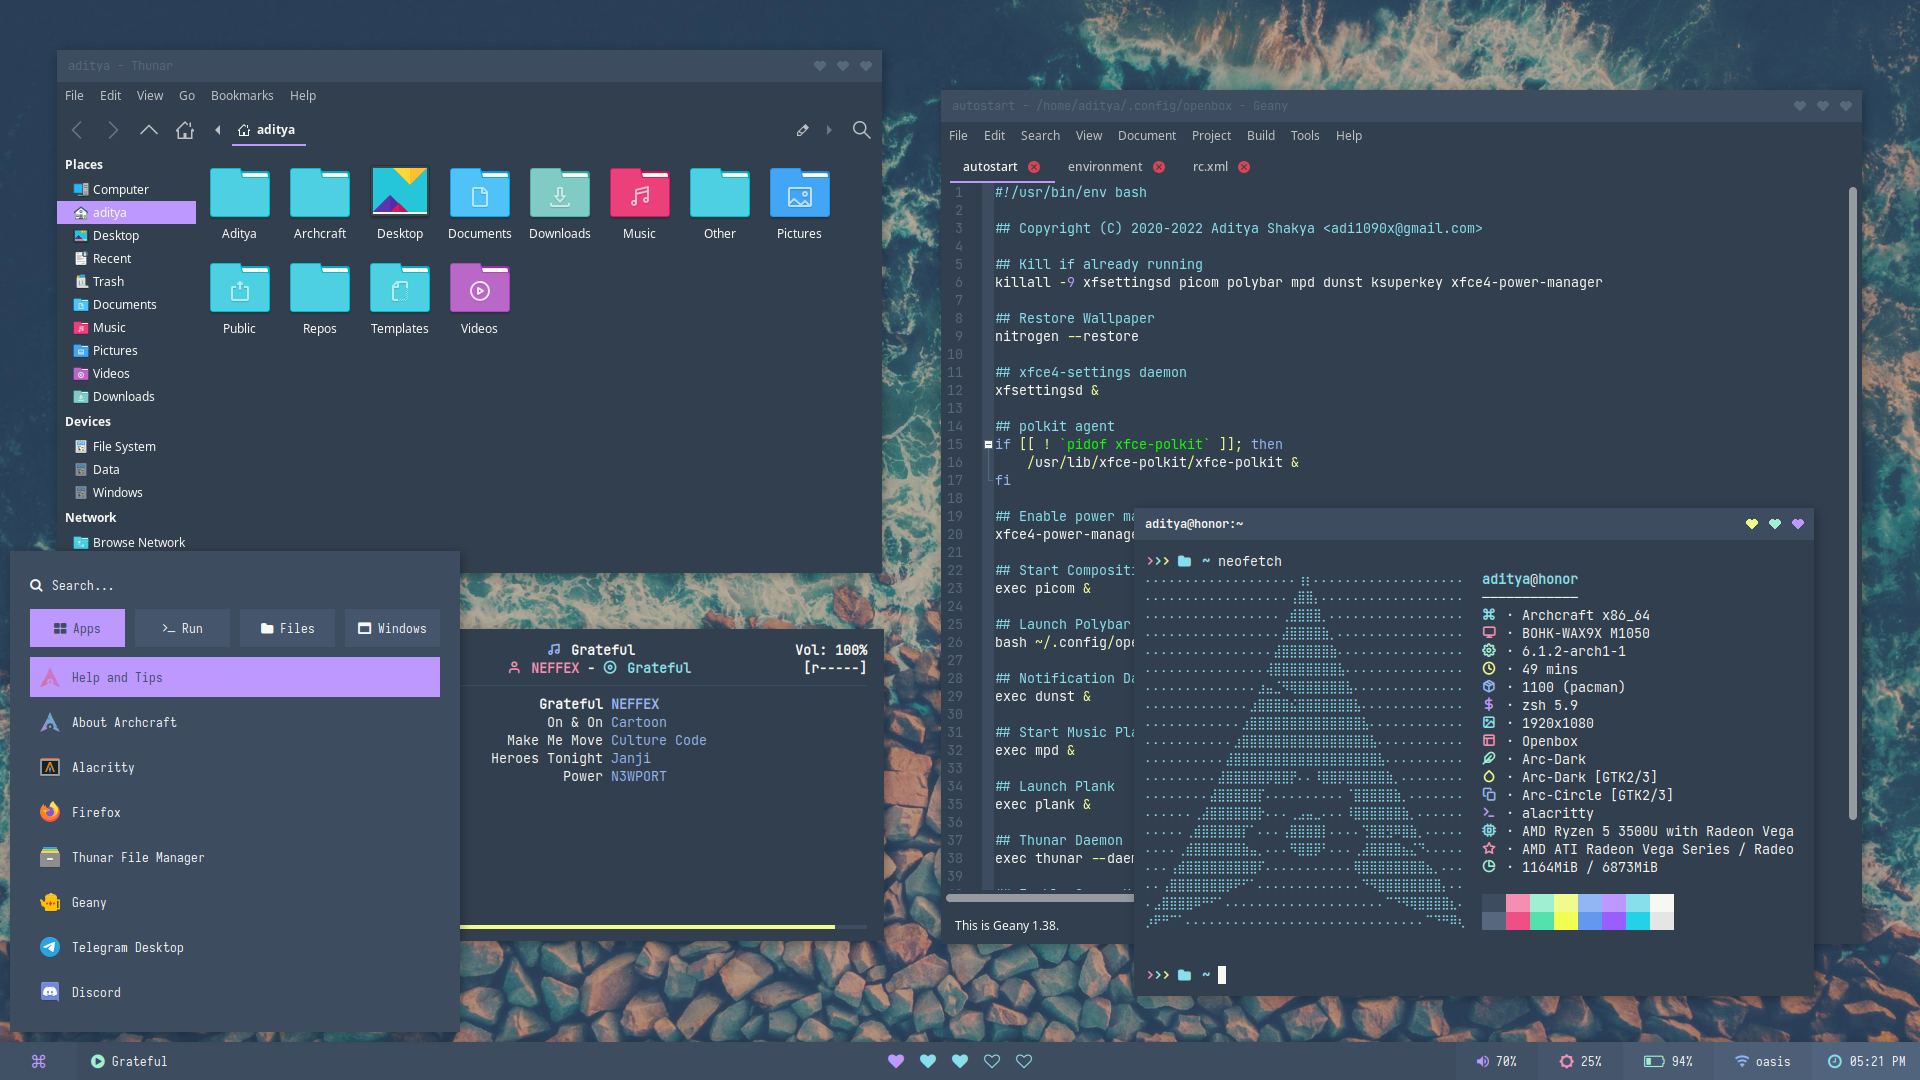 aditya - Thunar
File Edit View Go Bookmarks Help
aditya
Places
Computer
aditya
Desktop
Recent
Trash
Documents
Music
Pictures
Videos
Downloads
Devices
File System
Data
Windows
Network
Browse Network
Aditya Archcraft Desktop Documents Downloads Music Other Pictures
Public Repos Templates Videos
autostart - /home/aditya/.config/openbox - Geany
File Edit Search View Document Project Build Tools Help
autostart environment rc.xml
1 #!/usr/bin/env bash
2
3 ## Copyright (C) 2020-2022 Aditya Shakya <adi1090x@gmail.com>
4
5 ## Kill if already running
6 killall -9 xfsettingsd picom polybar mpd dunst ksuperkey xfce4-power-manager
7
8 ## Restore Wallpaper
9 nitrogen --restore
10
11 ## xfce4-settings daemon
12 xfsettingsd &
13
14 ## polkit agent
15 if [[ ! `pidof xfce-polkit` ]]; then
16 /usr/lib/xfce-polkit/xfce-polkit &
17 fi
18
19 ## Enable power ma
20 xfce4-power-manage
21
22 ## Start Compositi
23 exec picom &
24
25 ## Launch Polybar
26 bash ~/.config/ope
27
28 ## Notification Da
29 exec dunst &
30
31 ## Start Music Pla
32 exec mpd &
33
34 ## Launch Plank
35 exec plank &
36
37 ## Thunar Daemon
38 exec thunar --daem
39
This is Geany 1.38.
aditya@honor:~
>>> ~ neofetch
aditya@honor
------------
· Archcraft x86_64
· BOHK-WAX9X M1050
· 6.1.2-arch1-1
· 49 mins
· 1100 (pacman)
· zsh 5.9
· 1920x1080
· Openbox
· Arc-Dark
· Arc-Dark [GTK2/3]
· Arc-Circle [GTK2/3]
· alacritty
· AMD Ryzen 5 3500U with Radeon Vega
· AMD ATI Radeon Vega Series / Radeo
· 1164MiB / 6873MiB
>>> ~
Search...
Apps Run Files Windows
Help and Tips
About Archcraft
Alacritty
Firefox
Thunar File Manager
Geany
Telegram Desktop
Discord
Grateful Vol: 100%
NEFFEX - Grateful [r-----]
Grateful NEFFEX
On & On Cartoon
Make Me Move Culture Code
Heroes Tonight Janji
Power N3WPORT
Grateful 70% 25% 94% oasis 05:21 PM